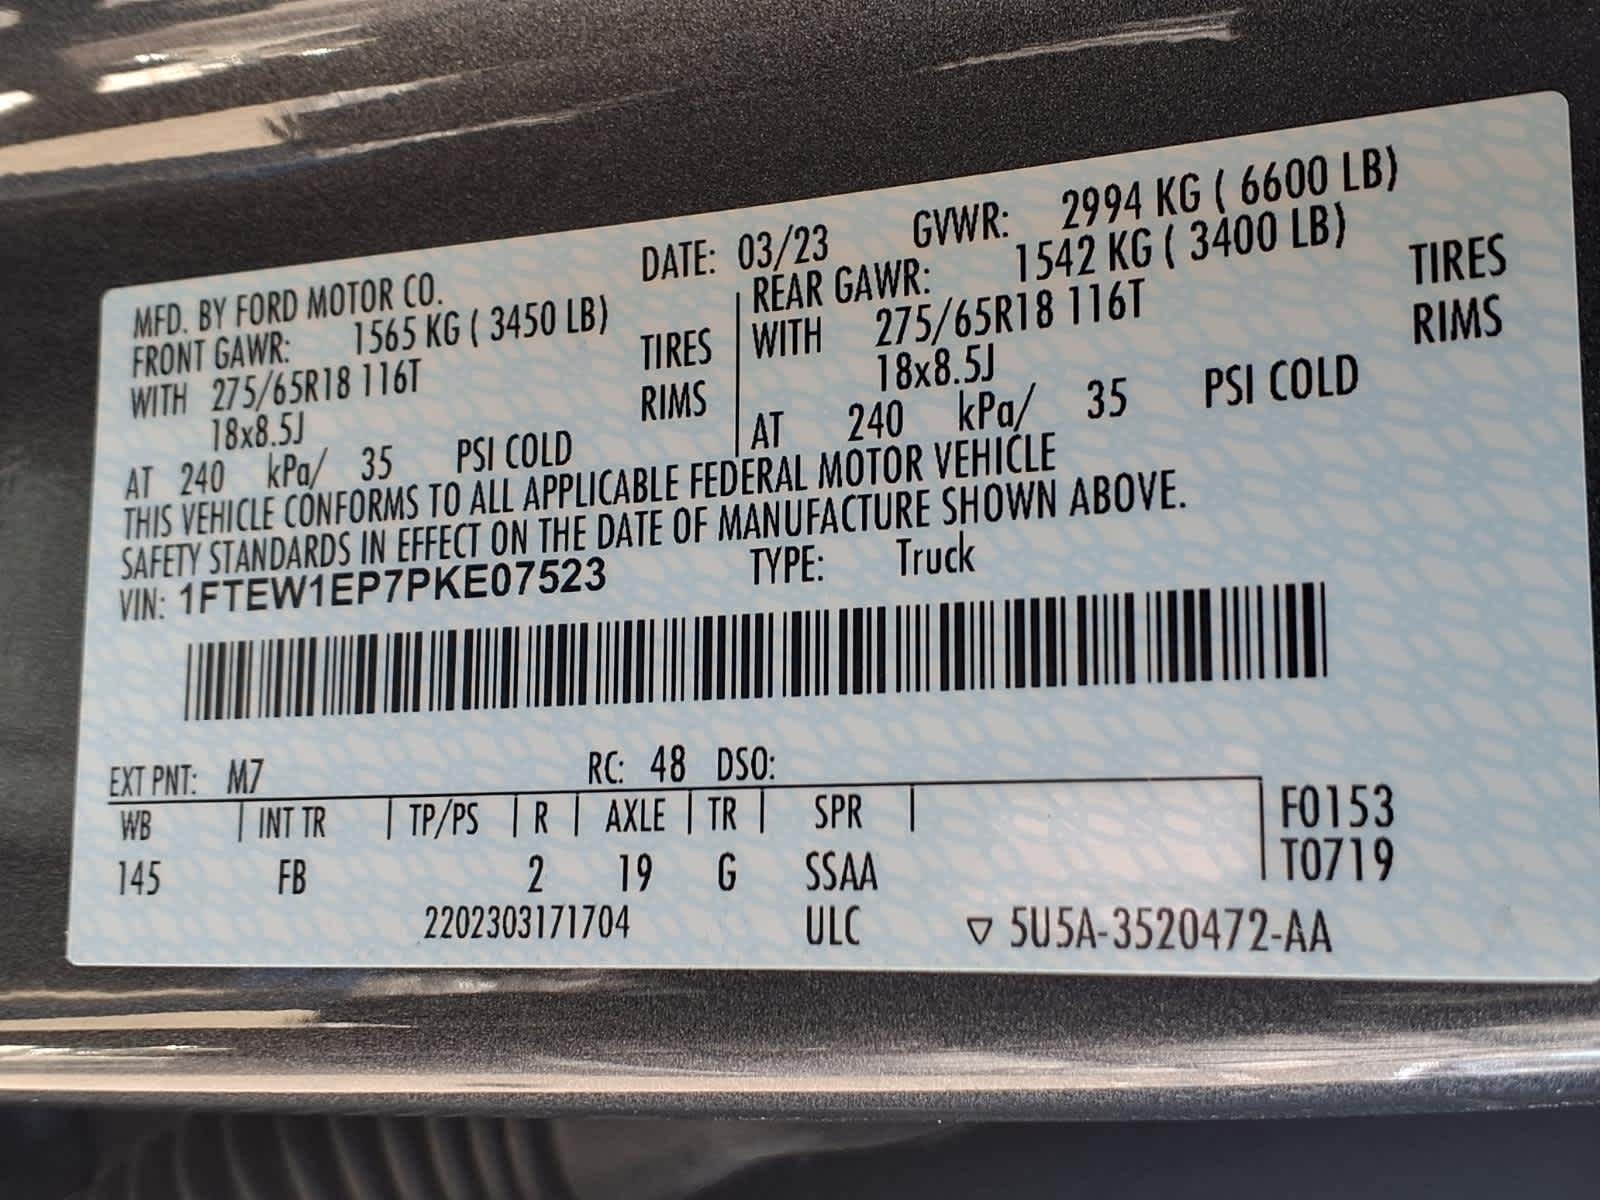 MFD. BY FORD MOTOR CO. DATE: 03/23 GVWR: 2994 KG ( 6600 LB)
FRONT GAWR: 1565 KG ( 3450 LB) REAR GAWR: 1542 KG ( 3400 LB)
WITH 275/65R18 116T TIRES WITH 275/65R18 116T TIRES
18x8.5J RIMS 18x8.5J RIMS
AT 240 kPa/ 35 PSI COLD AT 240 kPa/ 35 PSI COLD
THIS VEHICLE CONFORMS TO ALL APPLICABLE FEDERAL MOTOR VEHICLE
SAFETY STANDARDS IN EFFECT ON THE DATE OF MANUFACTURE SHOWN ABOVE.
VIN: 1FTEW1EP7PKE07523 TYPE: Truck
EXT PNT: M7 RC: 48 DSO:
WB INT TR TP/PS R AXLE TR SPR F0153
145 FB 2 19 G SSAA T0719
2202303171704 ULC ▽ 5U5A-3520472-AA